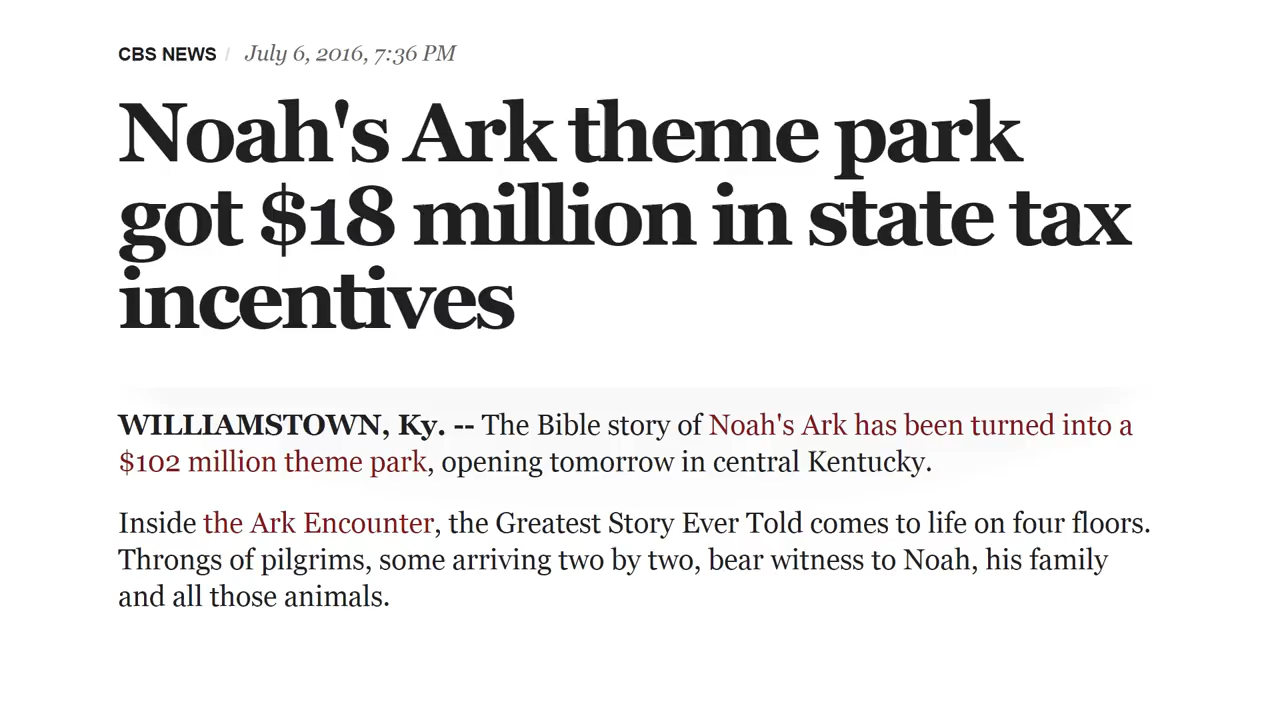 CBS NEWS / July 6, 2016, 7:36 PM
Noah's Ark theme park
got $18 million in state tax
incentives
WILLIAMSTOWN, Ky. -- The Bible story of Noah's Ark has been turned into a
$102 million theme park, opening tomorrow in central Kentucky.
Inside the Ark Encounter, the Greatest Story Ever Told comes to life on four floors.
Throngs of pilgrims, some arriving two by two, bear witness to Noah, his family
and all those animals.